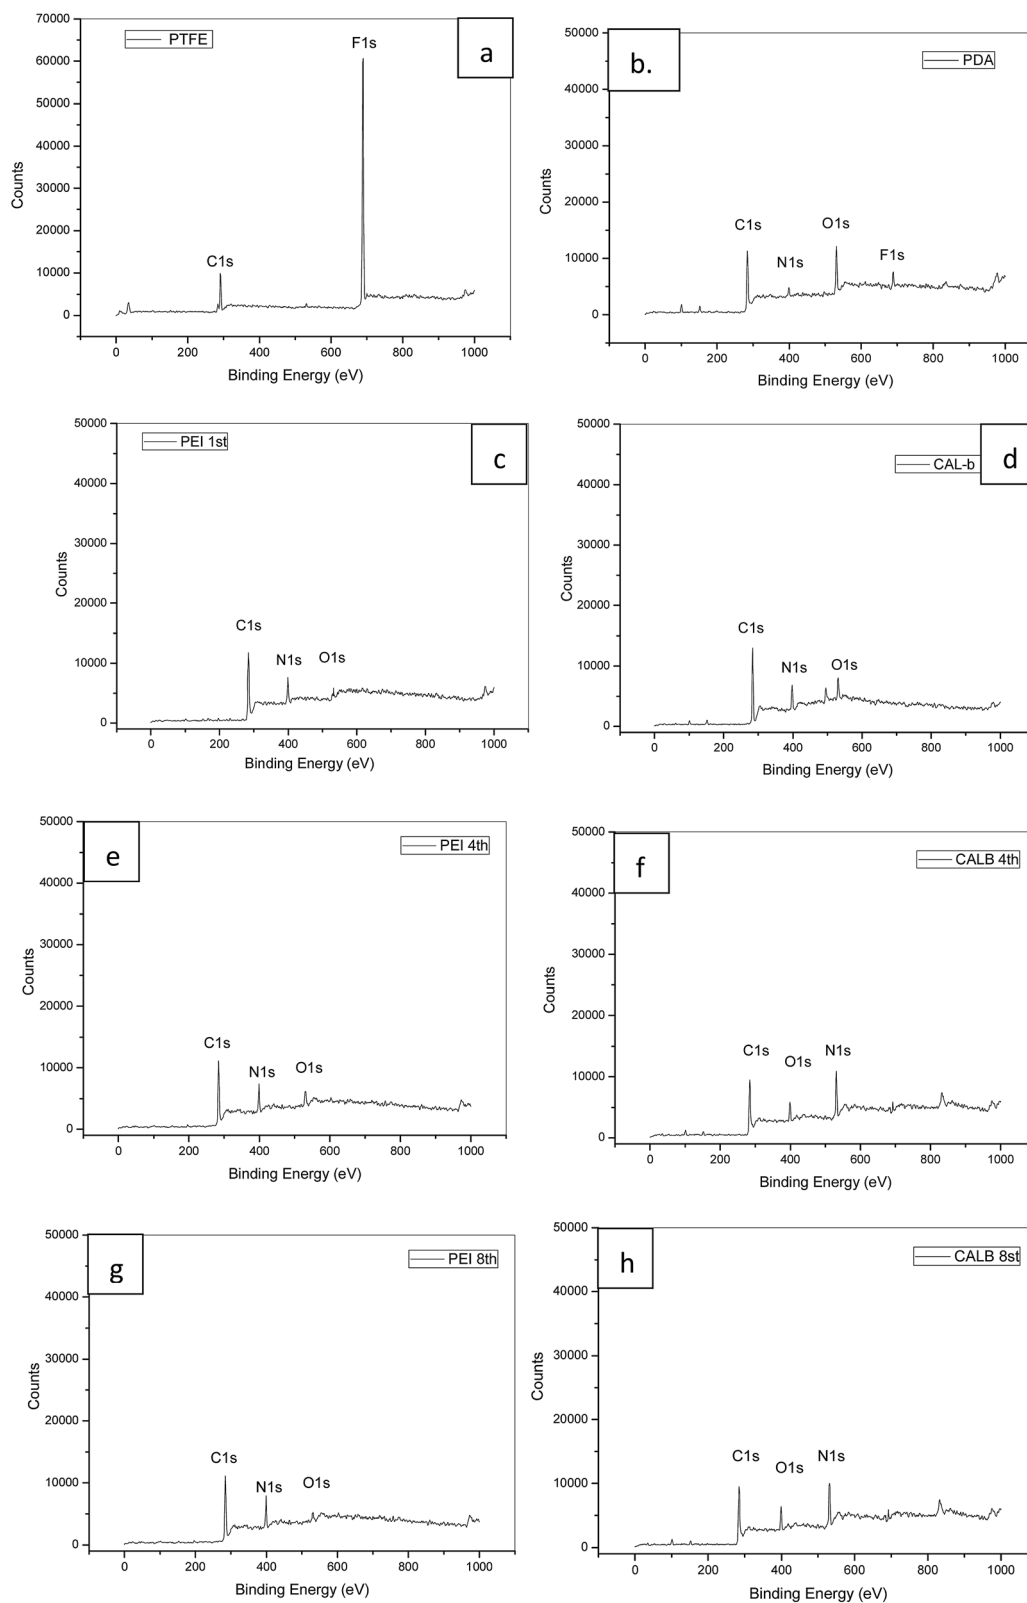 70000
60000
50000
40000
30000
20000
10000
0
Counts
PTFE
a
F1s
C1s
0 200 400 600 800 1000
Binding Energy (eV)
50000
40000
30000
20000
10000
0
Counts
b.
PDA
C1s
N1s
O1s
F1s
0 200 400 600 800 1000
Binding Energy (eV)
50000
40000
30000
20000
10000
0
Counts
PEI 1st
c
C1s
N1s
O1s
0 200 400 600 800 1000
Binding Energy (eV)
50000
40000
30000
20000
10000
0
Counts
CAL-b
d
C1s
N1s
O1s
0 200 400 600 800 1000
Binding Energy (eV)
50000
40000
30000
20000
10000
0
Counts
e
PEI 4th
C1s
N1s
O1s
0 200 400 600 800 1000
Binding Energy (eV)
50000
40000
30000
20000
10000
0
Counts
f
CALB 4th
C1s
O1s
N1s
0 200 400 600 800 1000
Binding Energy (eV)
50000
40000
30000
20000
10000
0
Counts
g
PEI 8th
C1s
N1s
O1s
0 200 400 600 800 1000
Binding Energy (eV)
50000
40000
30000
20000
10000
0
Counts
h
CALB 8st
C1s
O1s
N1s
0 200 400 600 800 1000
Binding Energy (eV)